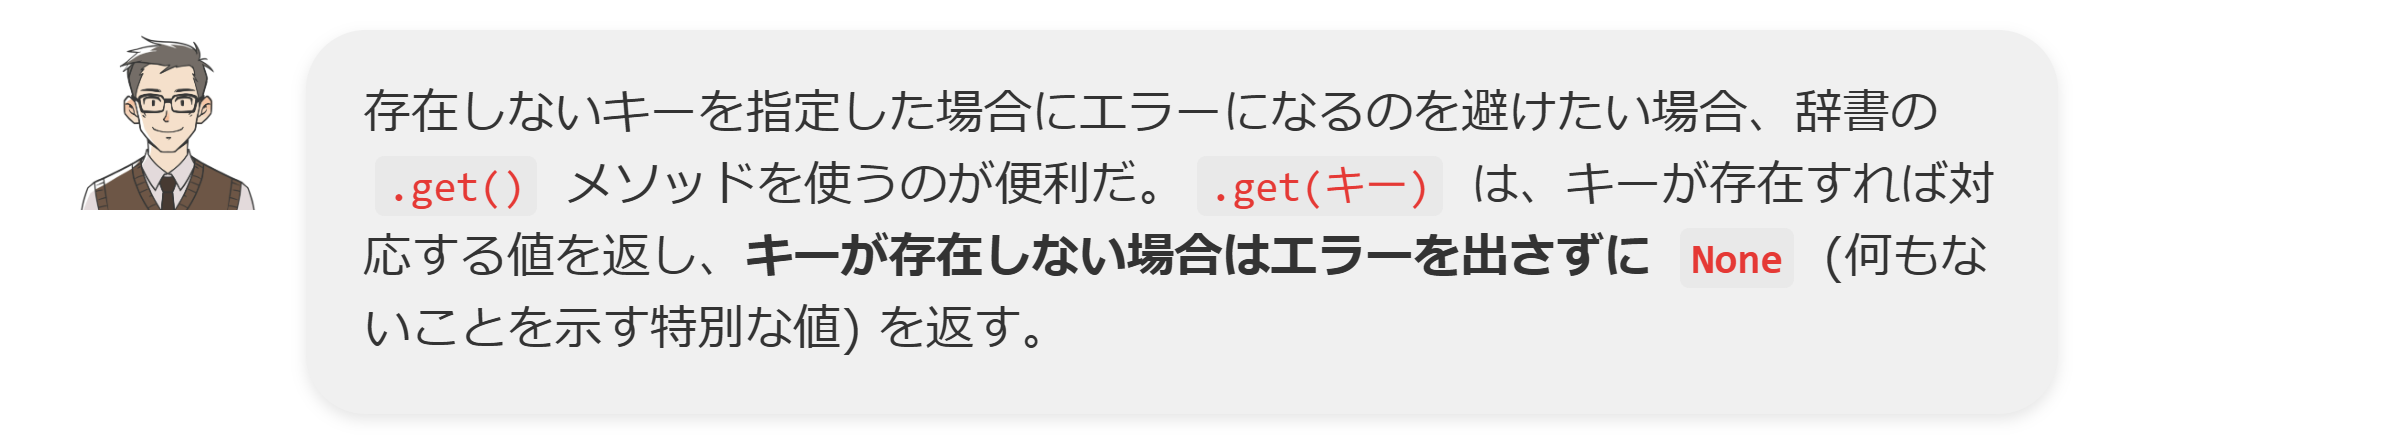 存在しないキーを指定した場合にエラーになるのを避けたい場合、辞書の
.get() メソッドを使うのが便利だ。 .get(キー) は、キーが存在すれば対
応する値を返し、キーが存在しない場合はエラーを出さずに None (何もな
いことを示す特別な値) を返す。